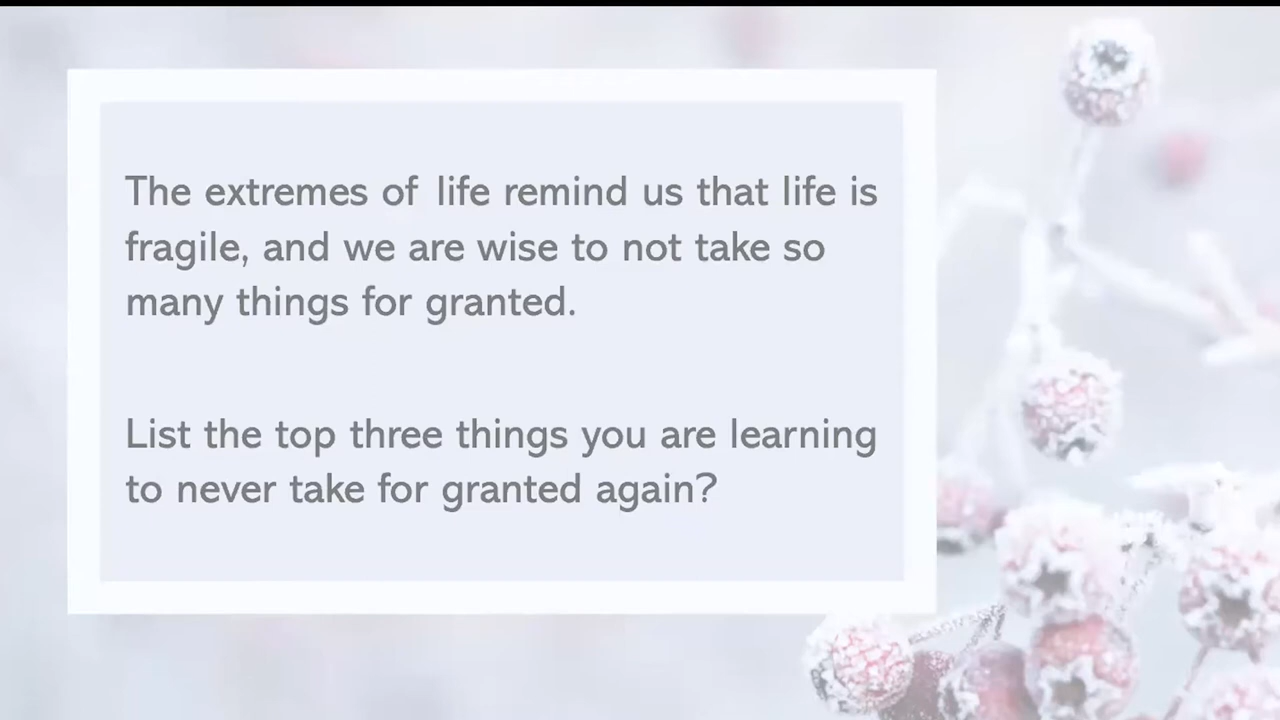 The extremes of life remind us that life is
fragile, and we are wise to not take so
many things for granted.
List the top three things you are learning
to never take for granted again?